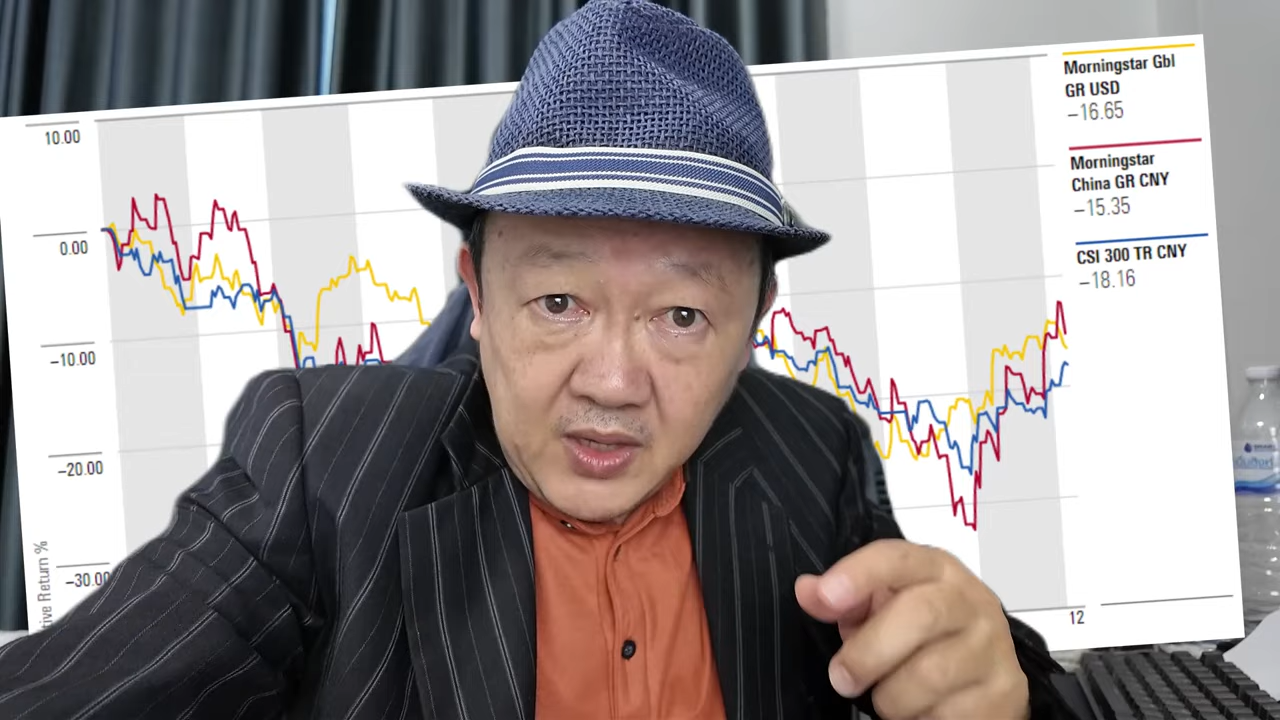 10.00
0.00
−10.00
−20.00
−30.00
Return %
Morningstar Gbl
GR USD
−16.65
Morningstar
China GR CNY
−15.35
CSI 300 TR CNY
−18.16
12